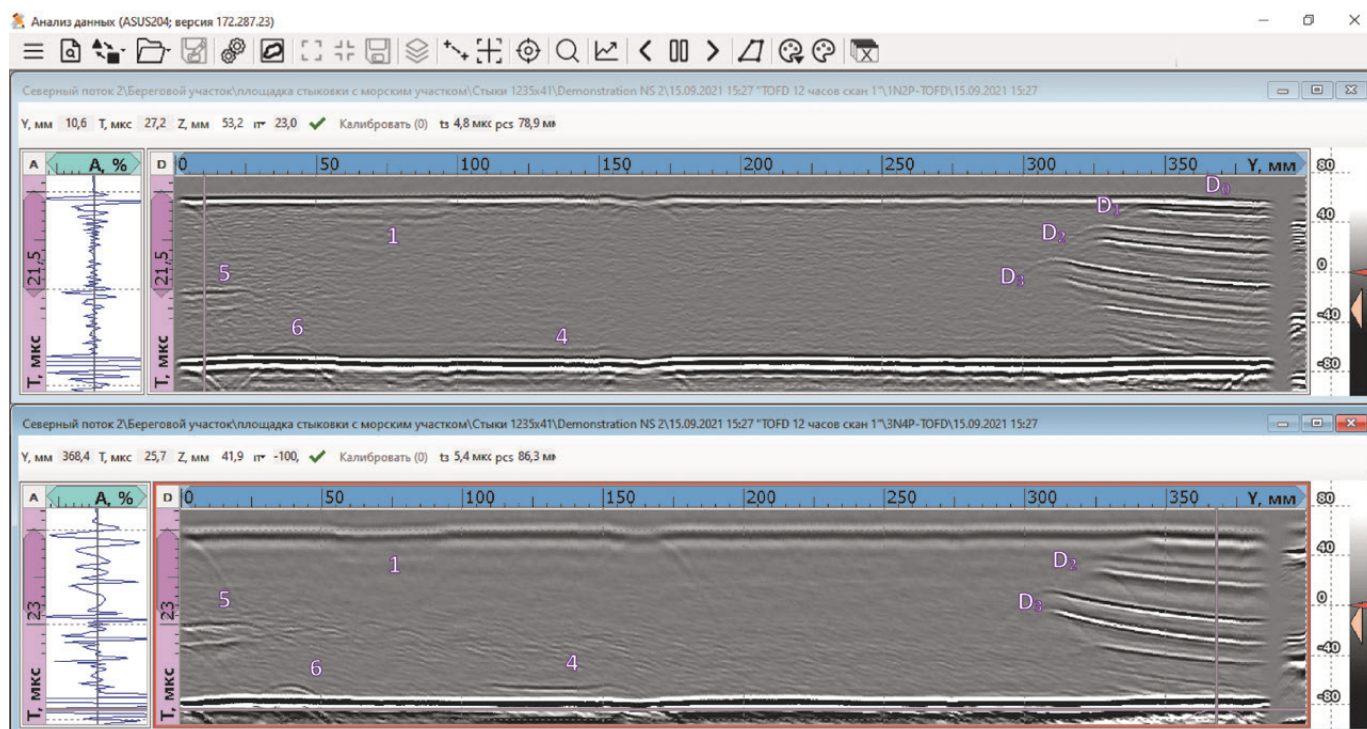 Анализ данных (ASUS204; версия 172.287.23)
Северный поток 2\Береговой участок\площадка стыковки с морским участком\Стыки 1235x41\Demonstration NS 2\15.09.2021 15:27 "TOFD 12 часов скан 1"\1N2P-TOFD\15.09.2021 15:27
Y, мм 10,6 T, мкс 27,2 Z, мм 53,2 п 23,0 Калибровать (0) ts 4,8 мкс pcs 78,9 мм
A A, % D 0 50 100 150 200 250 300 350 Y, мм 80
D0
D1
1 D2 40
21,5 21,5 5 D3 0
6 4 -40
T, мкс T, мкс -80
Северный поток 2\Береговой участок\площадка стыковки с морским участком\Стыки 1235x41\Demonstration NS 2\15.09.2021 15:27 "TOFD 12 часов скан 1"\3N4P-TOFD\15.09.2021 15:27
Y, мм 368,4 T, мкс 25,7 Z, мм 41,9 п -100, Калибровать (0) ts 5,4 мкс pcs 86,3 мм
A A, % D 0 50 100 150 200 250 300 350 Y, мм 80
1 D2 40
23 23 5 D3 0
6 4 -40
T, мкс T, мкс -80